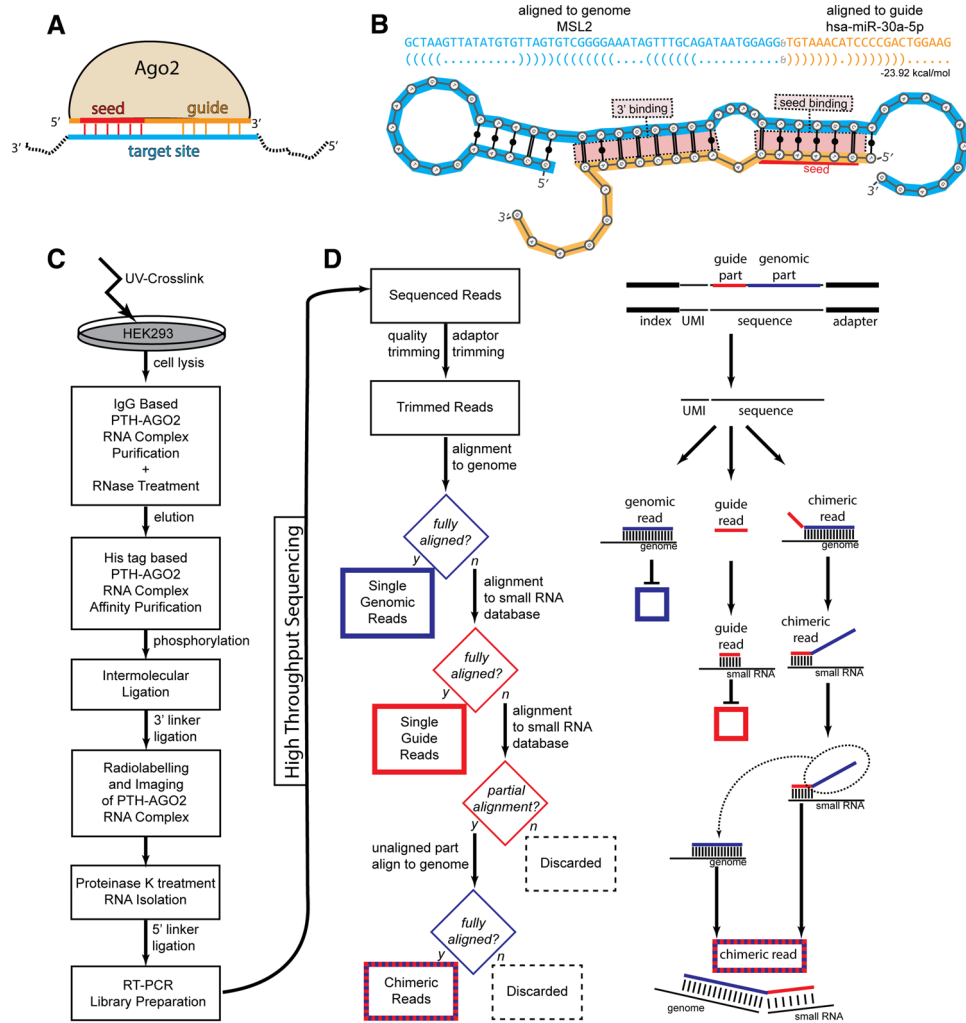 A
Ago2
5′
seed
guide
3′
3′
target site
5′
B
aligned to genome
MSL2
aligned to guide
hsa-miR-30a-5p
GCTAAGTTATATGTGTTAGTGTCGGGGAAATAGTTTGCAGATAATGGAGG&TGTAAACATCCCCGACTGGAAG
-23.92 kcal/mol
3′ binding
seed binding
5′
5′
seed
3′
3′
C
UV-Crosslink
HEK293
cell lysis
IgG Based
PTH-AGO2
RNA Complex
Purification
+
RNase Treatment
elution
His tag based
PTH-AGO2
RNA Complex
Affinity Purification
phosphorylation
Intermolecular
Ligation
3′ linker
ligation
Radiolabelling
and Imaging
of PTH-AGO2
RNA Complex
Proteinase K treatment
RNA Isolation
5′ linker
ligation
RT-PCR
Library Preparation
High Throughput Sequencing
D
Sequenced Reads
quality
trimming
adaptor
trimming
Trimmed Reads
alignment
to genome
fully
aligned?
y
n
Single
Genomic
Reads
alignment
to small RNA
database
fully
aligned?
y
n
Single
Guide
Reads
alignment
to small RNA
database
partial
alignment?
y
n
unaligned part
align to genome
Discarded
fully
aligned?
y
n
Chimeric
Reads
Discarded
guide
part
genomic
part
index
UMI
sequence
adapter
UMI
sequence
genomic
read
genome
guide
read
chimeric
read
genome
guide
read
small RNA
chimeric
read
small RNA
small RNA
genome
chimeric read
genome
small RNA